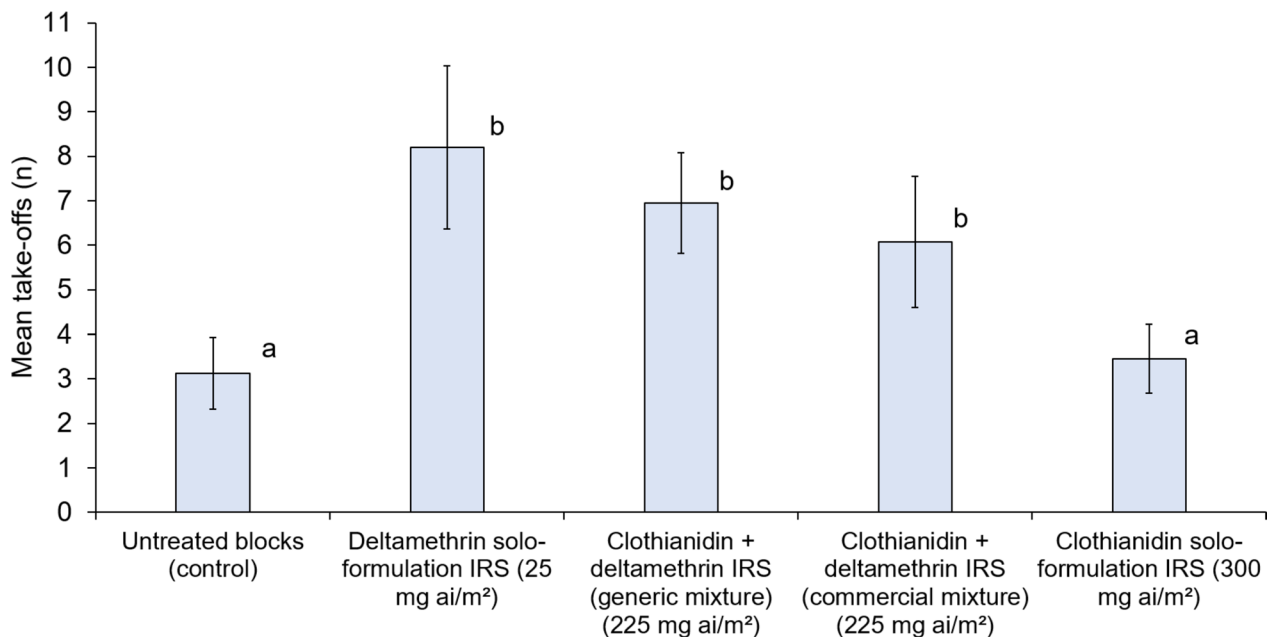 Mean take-offs (n)
11
10
9
8
7
6
5
4
3
2
1
0
a
b
b
b
a
Untreated blocks
(control)
Deltamethrin solo-
formulation IRS (25
mg ai/m²)
Clothianidin +
deltamethrin IRS
(generic mixture)
(225 mg ai/m²)
Clothianidin +
deltamethrin IRS
(commercial mixture)
(225 mg ai/m²)
Clothianidin solo-
formulation IRS (300
mg ai/m²)